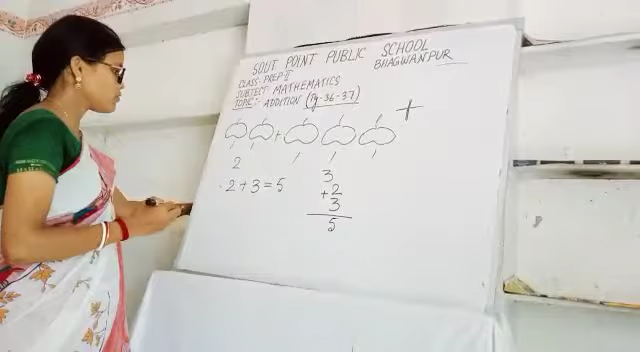 SOUT POINT PUBLIC SCHOOL
BHAGWANPUR
CLASS:- PREP-II
SUBJECT:- MATHEMATICS
TOPIC:- ADDITION (Pg-36-37)
+
+
2
3
2+3=5
+2
3
5